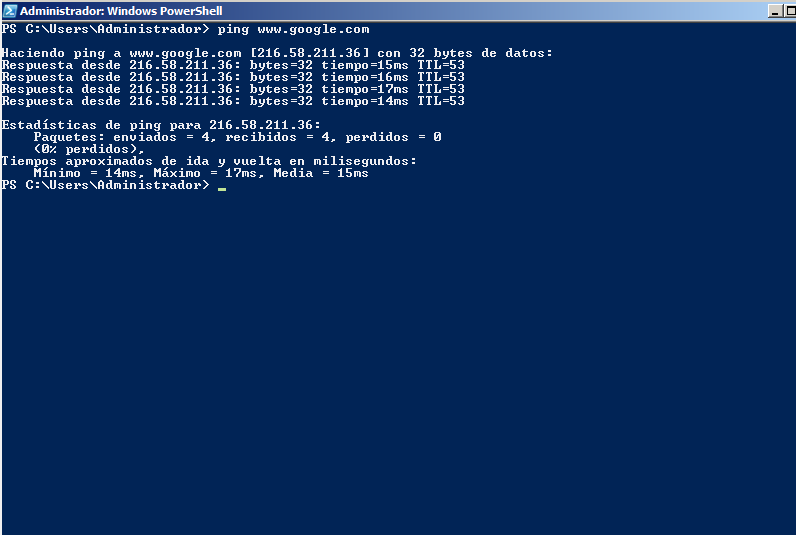 Administrador: Windows PowerShell
PS C:\Users\Administrador> ping www.google.com
Haciendo ping a www.google.com [216.58.211.36] con 32 bytes de datos:
Respuesta desde 216.58.211.36: bytes=32 tiempo=15ms TTL=53
Respuesta desde 216.58.211.36: bytes=32 tiempo=16ms TTL=53
Respuesta desde 216.58.211.36: bytes=32 tiempo=17ms TTL=53
Respuesta desde 216.58.211.36: bytes=32 tiempo=14ms TTL=53
Estadísticas de ping para 216.58.211.36:
Paquetes: enviados = 4, recibidos = 4, perdidos = 0
(0% perdidos),
Tiempos aproximados de ida y vuelta en milisegundos:
Mínimo = 14ms, Máximo = 17ms, Media = 15ms
PS C:\Users\Administrador> _